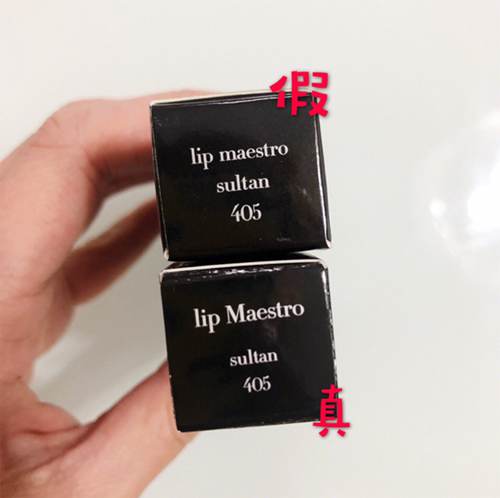 假
lip maestro
sultan
405
lip Maestro
sultan
405
真